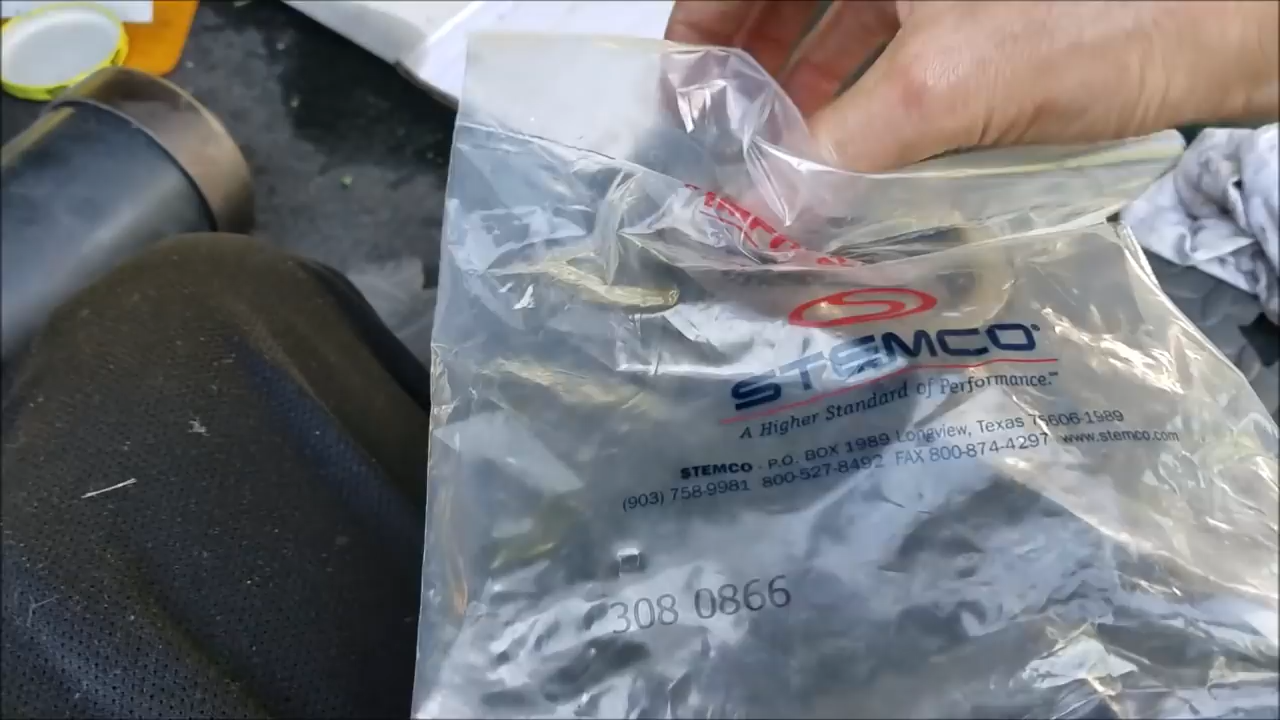 STEMCO
A Higher Standard of Performance.™
STEMCO · P.O. BOX 1989 Longview, Texas 75606-1989
(903) 758-9981 800-527-8492 FAX 800-874-4297 www.stemco.com
308 0866